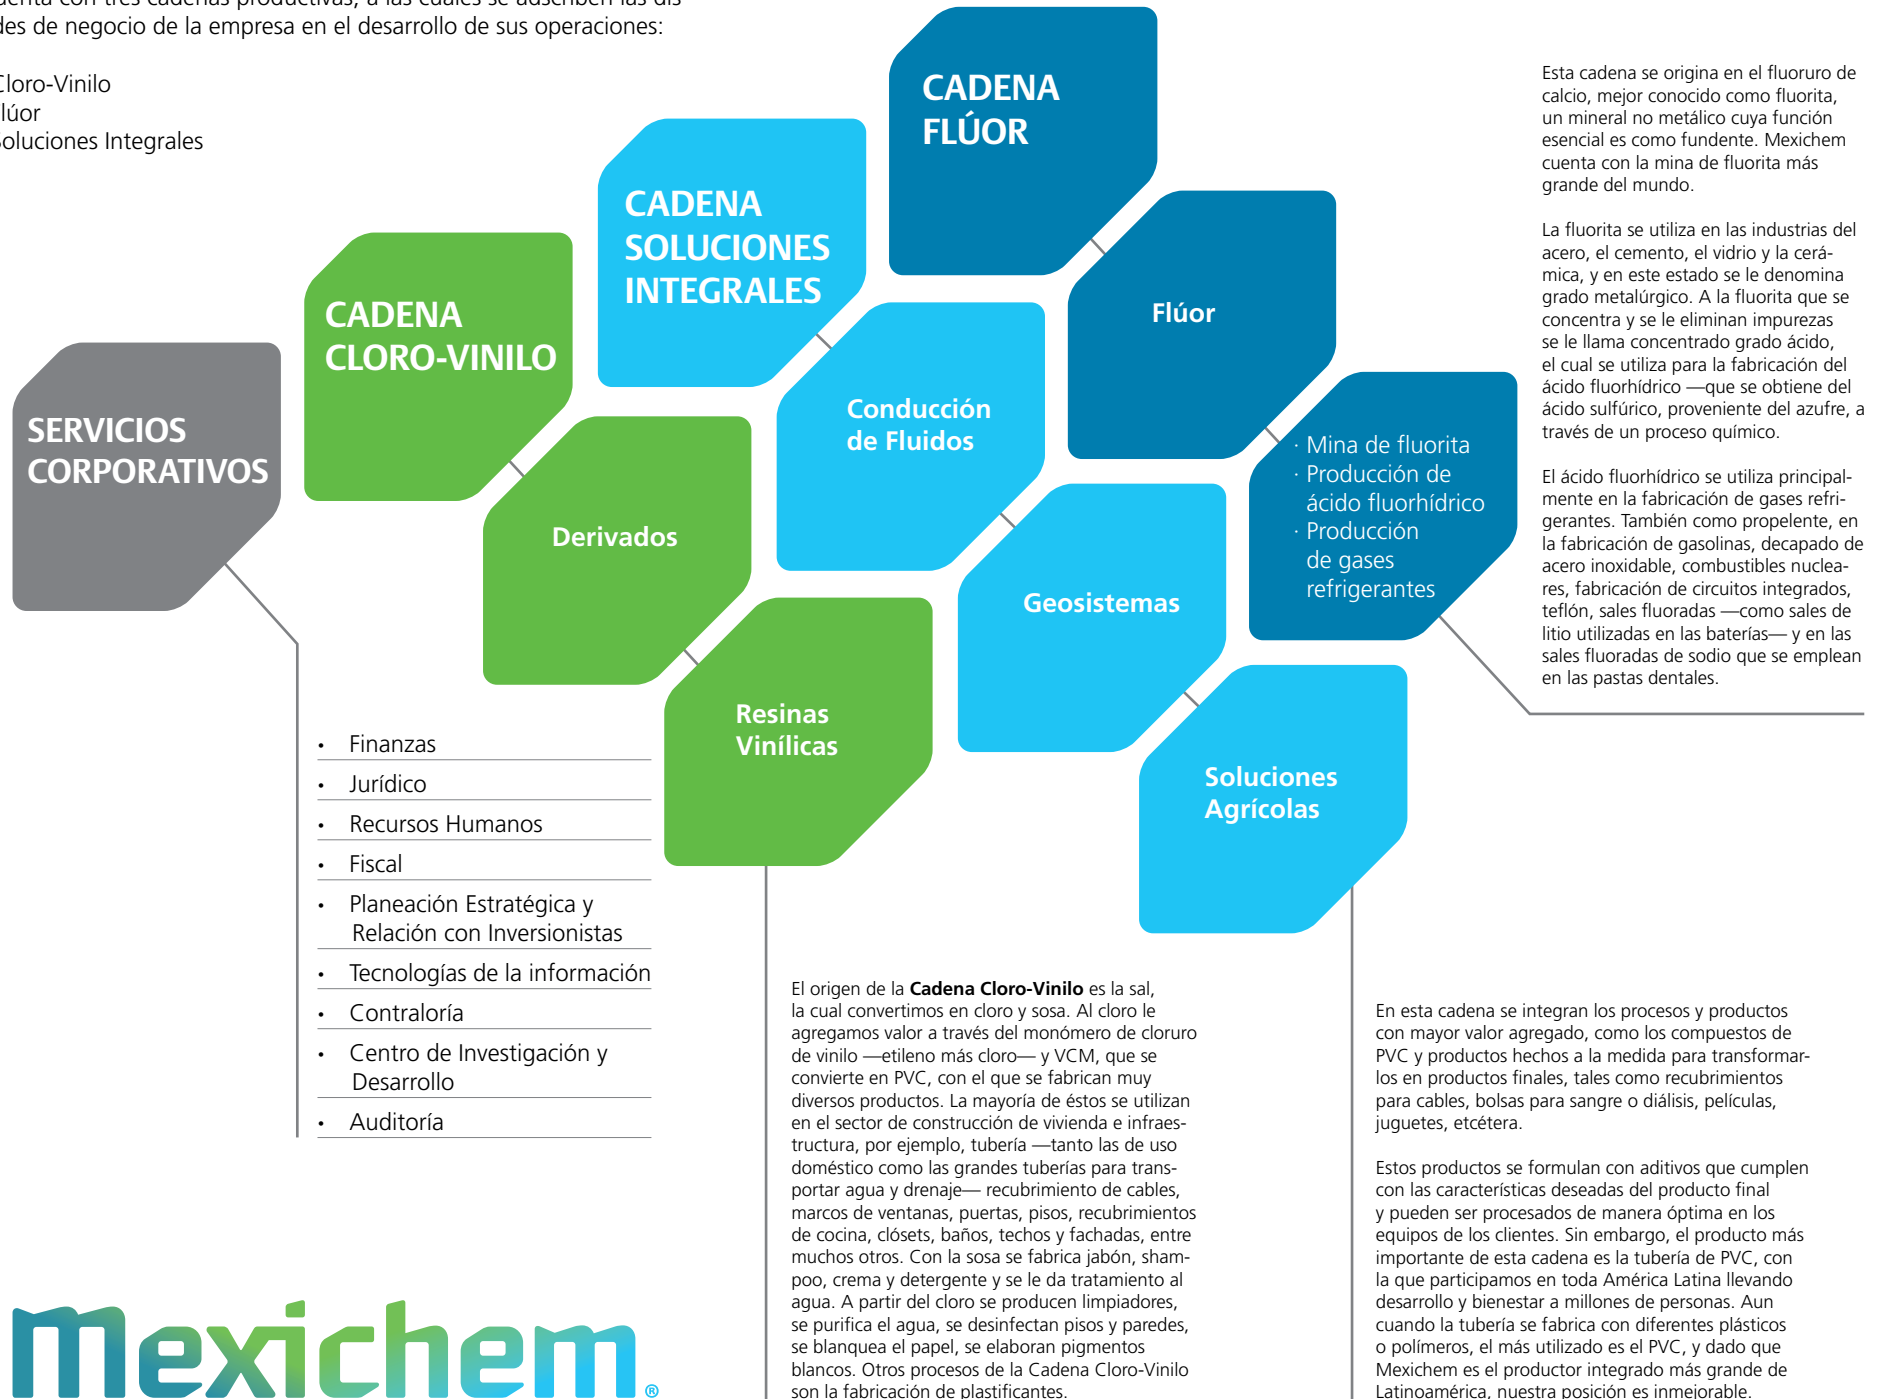 des de negocio de la empresa en el desarrollo de sus operaciones:
Cloro-Vinilo
Flúor
Soluciones Integrales
CADENA
FLÚOR
CADENA
SOLUCIONES
INTEGRALES
CADENA
CLORO-VINILO
SERVICIOS
CORPORATIVOS
Flúor
Conducción
de Fluidos
Derivados
· Mina de fluorita
· Producción de
ácido fluorhídrico
· Producción
de gases
refrigerantes
Geosistemas
Resinas
Vinílicas
Soluciones
Agrícolas
• Finanzas
• Jurídico
• Recursos Humanos
• Fiscal
• Planeación Estratégica y
Relación con Inversionistas
• Tecnologías de la información
• Contraloría
• Centro de Investigación y
Desarrollo
• Auditoría
Esta cadena se origina en el fluoruro de
calcio, mejor conocido como fluorita,
un mineral no metálico cuya función
esencial es como fundente. Mexichem
cuenta con la mina de fluorita más
grande del mundo.
La fluorita se utiliza en las industrias del
acero, el cemento, el vidrio y la cerá-
mica, y en este estado se le denomina
grado metalúrgico. A la fluorita que se
concentra y se le eliminan impurezas
se le llama concentrado grado ácido,
el cual se utiliza para la fabricación del
ácido fluorhídrico —que se obtiene del
ácido sulfúrico, proveniente del azufre, a
través de un proceso químico.
El ácido fluorhídrico se utiliza principal-
mente en la fabricación de gases refri-
gerantes. También como propelente, en
la fabricación de gasolinas, decapado de
acero inoxidable, combustibles nuclea-
res, fabricación de circuitos integrados,
teflón, sales fluoradas —como sales de
litio utilizadas en las baterías— y en las
sales fluoradas de sodio que se emplean
en las pastas dentales.
El origen de la Cadena Cloro-Vinilo es la sal,
la cual convertimos en cloro y sosa. Al cloro le
agregamos valor a través del monómero de cloruro
de vinilo —etileno más cloro— y VCM, que se
convierte en PVC, con el que se fabrican muy
diversos productos. La mayoría de éstos se utilizan
en el sector de construcción de vivienda e infraes-
tructura, por ejemplo, tubería —tanto las de uso
doméstico como las grandes tuberías para trans-
portar agua y drenaje— recubrimiento de cables,
marcos de ventanas, puertas, pisos, recubrimientos
de cocina, clósets, baños, techos y fachadas, entre
muchos otros. Con la sosa se fabrica jabón, sham-
poo, crema y detergente y se le da tratamiento al
agua. A partir del cloro se producen limpiadores,
se purifica el agua, se desinfectan pisos y paredes,
se blanquea el papel, se elaboran pigmentos
blancos. Otros procesos de la Cadena Cloro-Vinilo
son la fabricación de plastificantes.
En esta cadena se integran los procesos y productos
con mayor valor agregado, como los compuestos de
PVC y productos hechos a la medida para transformar-
los en productos finales, tales como recubrimientos
para cables, bolsas para sangre o diálisis, películas,
juguetes, etcétera.
Estos productos se formulan con aditivos que cumplen
con las características deseadas del producto final
y pueden ser procesados de manera óptima en los
equipos de los clientes. Sin embargo, el producto más
importante de esta cadena es la tubería de PVC, con
la que participamos en toda América Latina llevando
desarrollo y bienestar a millones de personas. Aun
cuando la tubería se fabrica con diferentes plásticos
o polímeros, el más utilizado es el PVC, y dado que
Mexichem es el productor integrado más grande de
Latinoamérica, nuestra posición es inmejorable.
Mexichem®